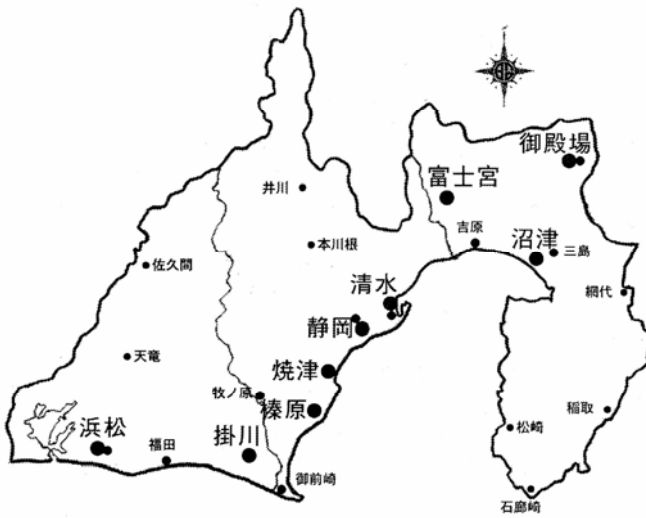 御殿場
富士宮
井川
吉原
本川根
沼津
三島
佐久間
清水
網代
静岡
天竜
焼津
牧ノ原
榛原
稲取
浜松
掛川
松崎
福田
御前崎
石廊崎